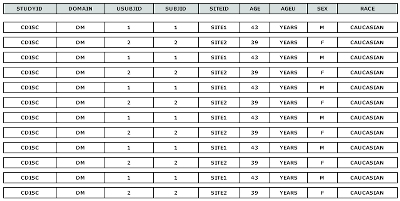 STUDYID DOMAIN USUBJID SUBJID SITEID AGE AGEU SEX RACE
CDISC DM 1 1 SITE1 43 YEARS M CAUCASIAN
CDISC DM 2 2 SITE2 39 YEARS F CAUCASIAN
CDISC DM 1 1 SITE1 43 YEARS M CAUCASIAN
CDISC DM 2 2 SITE2 39 YEARS F CAUCASIAN
CDISC DM 1 1 SITE1 43 YEARS M CAUCASIAN
CDISC DM 2 2 SITE2 39 YEARS F CAUCASIAN
CDISC DM 1 1 SITE1 43 YEARS M CAUCASIAN
CDISC DM 2 2 SITE2 39 YEARS F CAUCASIAN
CDISC DM 1 1 SITE1 43 YEARS M CAUCASIAN
CDISC DM 2 2 SITE2 39 YEARS F CAUCASIAN
CDISC DM 1 1 SITE1 43 YEARS M CAUCASIAN
CDISC DM 2 2 SITE2 39 YEARS F CAUCASIAN